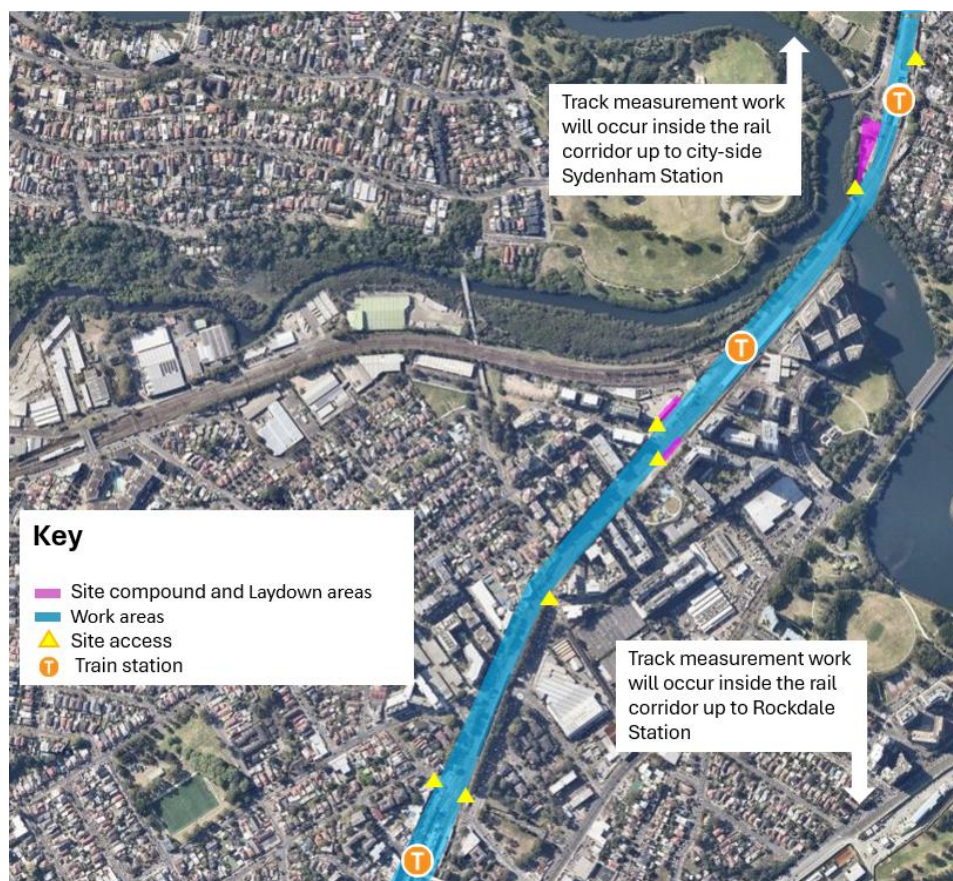 Track measurement work
will occur inside the rail
corridor up to city-side
Sydenham Station
T
T
Key
Site compound and Laydown areas
Work areas
Site access
T Train station
Track measurement work
will occur inside the rail
corridor up to Rockdale
Station
T